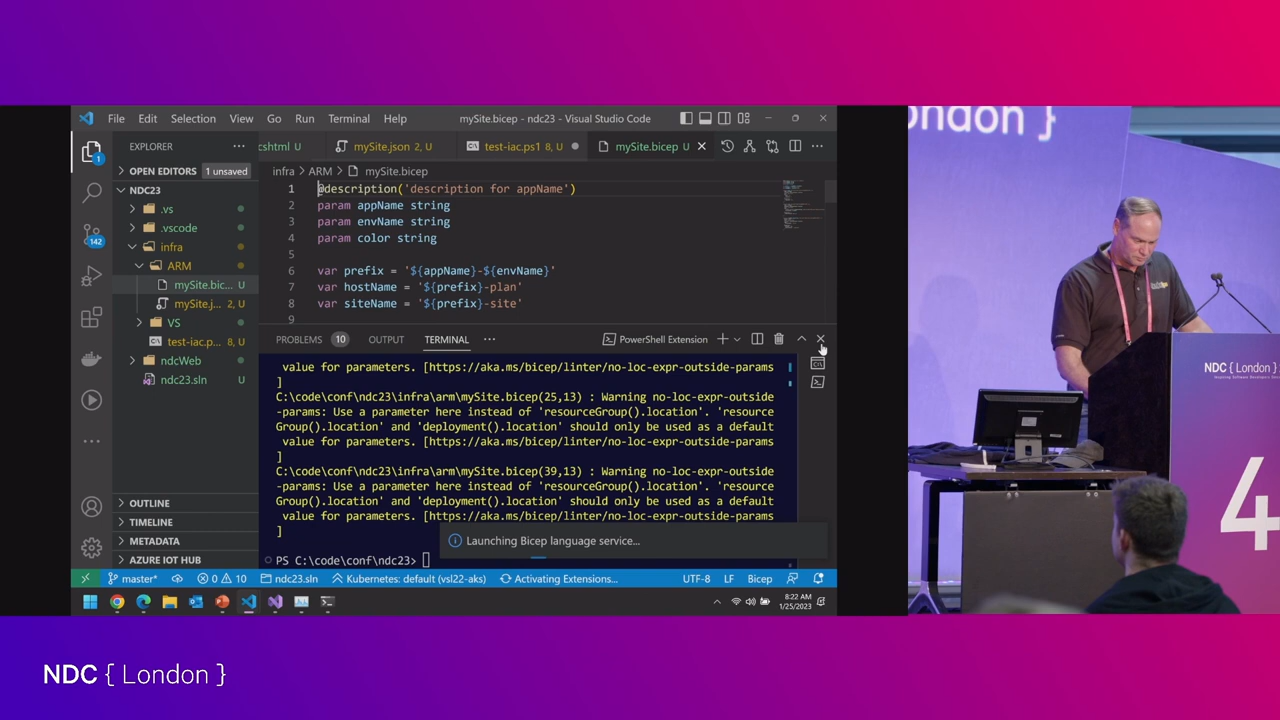 File Edit Selection View Go Run Terminal Help
mySite.bicep - ndc23 - Visual Studio Code
EXPLORER
OPEN EDITORS 1 unsaved
NDC23
.vs
.vscode
infra
ARM
mySite.bic... U
mySite.j... 2, U
VS
test-iac.p... 8, U
ndcWeb
ndc23.sln U
OUTLINE
TIMELINE
METADATA
AZURE IOT HUB
1
142
cshtml U
mySite.json 2, U
test-iac.ps1 8, U
mySite.bicep U
infra > ARM > mySite.bicep
1 @description('description for appName')
2 param appName string
3 param envName string
4 param color string
5
6 var prefix = '${appName}-${envName}'
7 var hostName = '${prefix}-plan'
8 var siteName = '${prefix}-site'
9
PROBLEMS 10 OUTPUT TERMINAL PowerShell Extension
value for parameters. [https://aka.ms/bicep/linter/no-loc-expr-outside-params
]
C:\code\conf\ndc23\infra\arm\mySite.bicep(25,13) : Warning no-loc-expr-outside
-params: Use a parameter here instead of 'resourceGroup().location'. 'resource
Group().location' and 'deployment().location' should only be used as a default
value for parameters. [https://aka.ms/bicep/linter/no-loc-expr-outside-params
]
C:\code\conf\ndc23\infra\arm\mySite.bicep(39,13) : Warning no-loc-expr-outside
-params: Use a parameter here instead of 'resourceGroup().location'. 'resource
Group().location' and 'deployment().location' should only be used as a default
value for parameters. [https://aka.ms/bicep/linter/no-loc-expr-outside-params
]
PS C:\code\conf\ndc23>
Launching Bicep language service...
master* 0 10 ndc23.sln Kubernetes: default (vsl22-aks) Activating Extensions... UTF-8 LF Bicep
8:22 AM
1/25/2023
ondon }
NDC { London }
4
NDC { London }